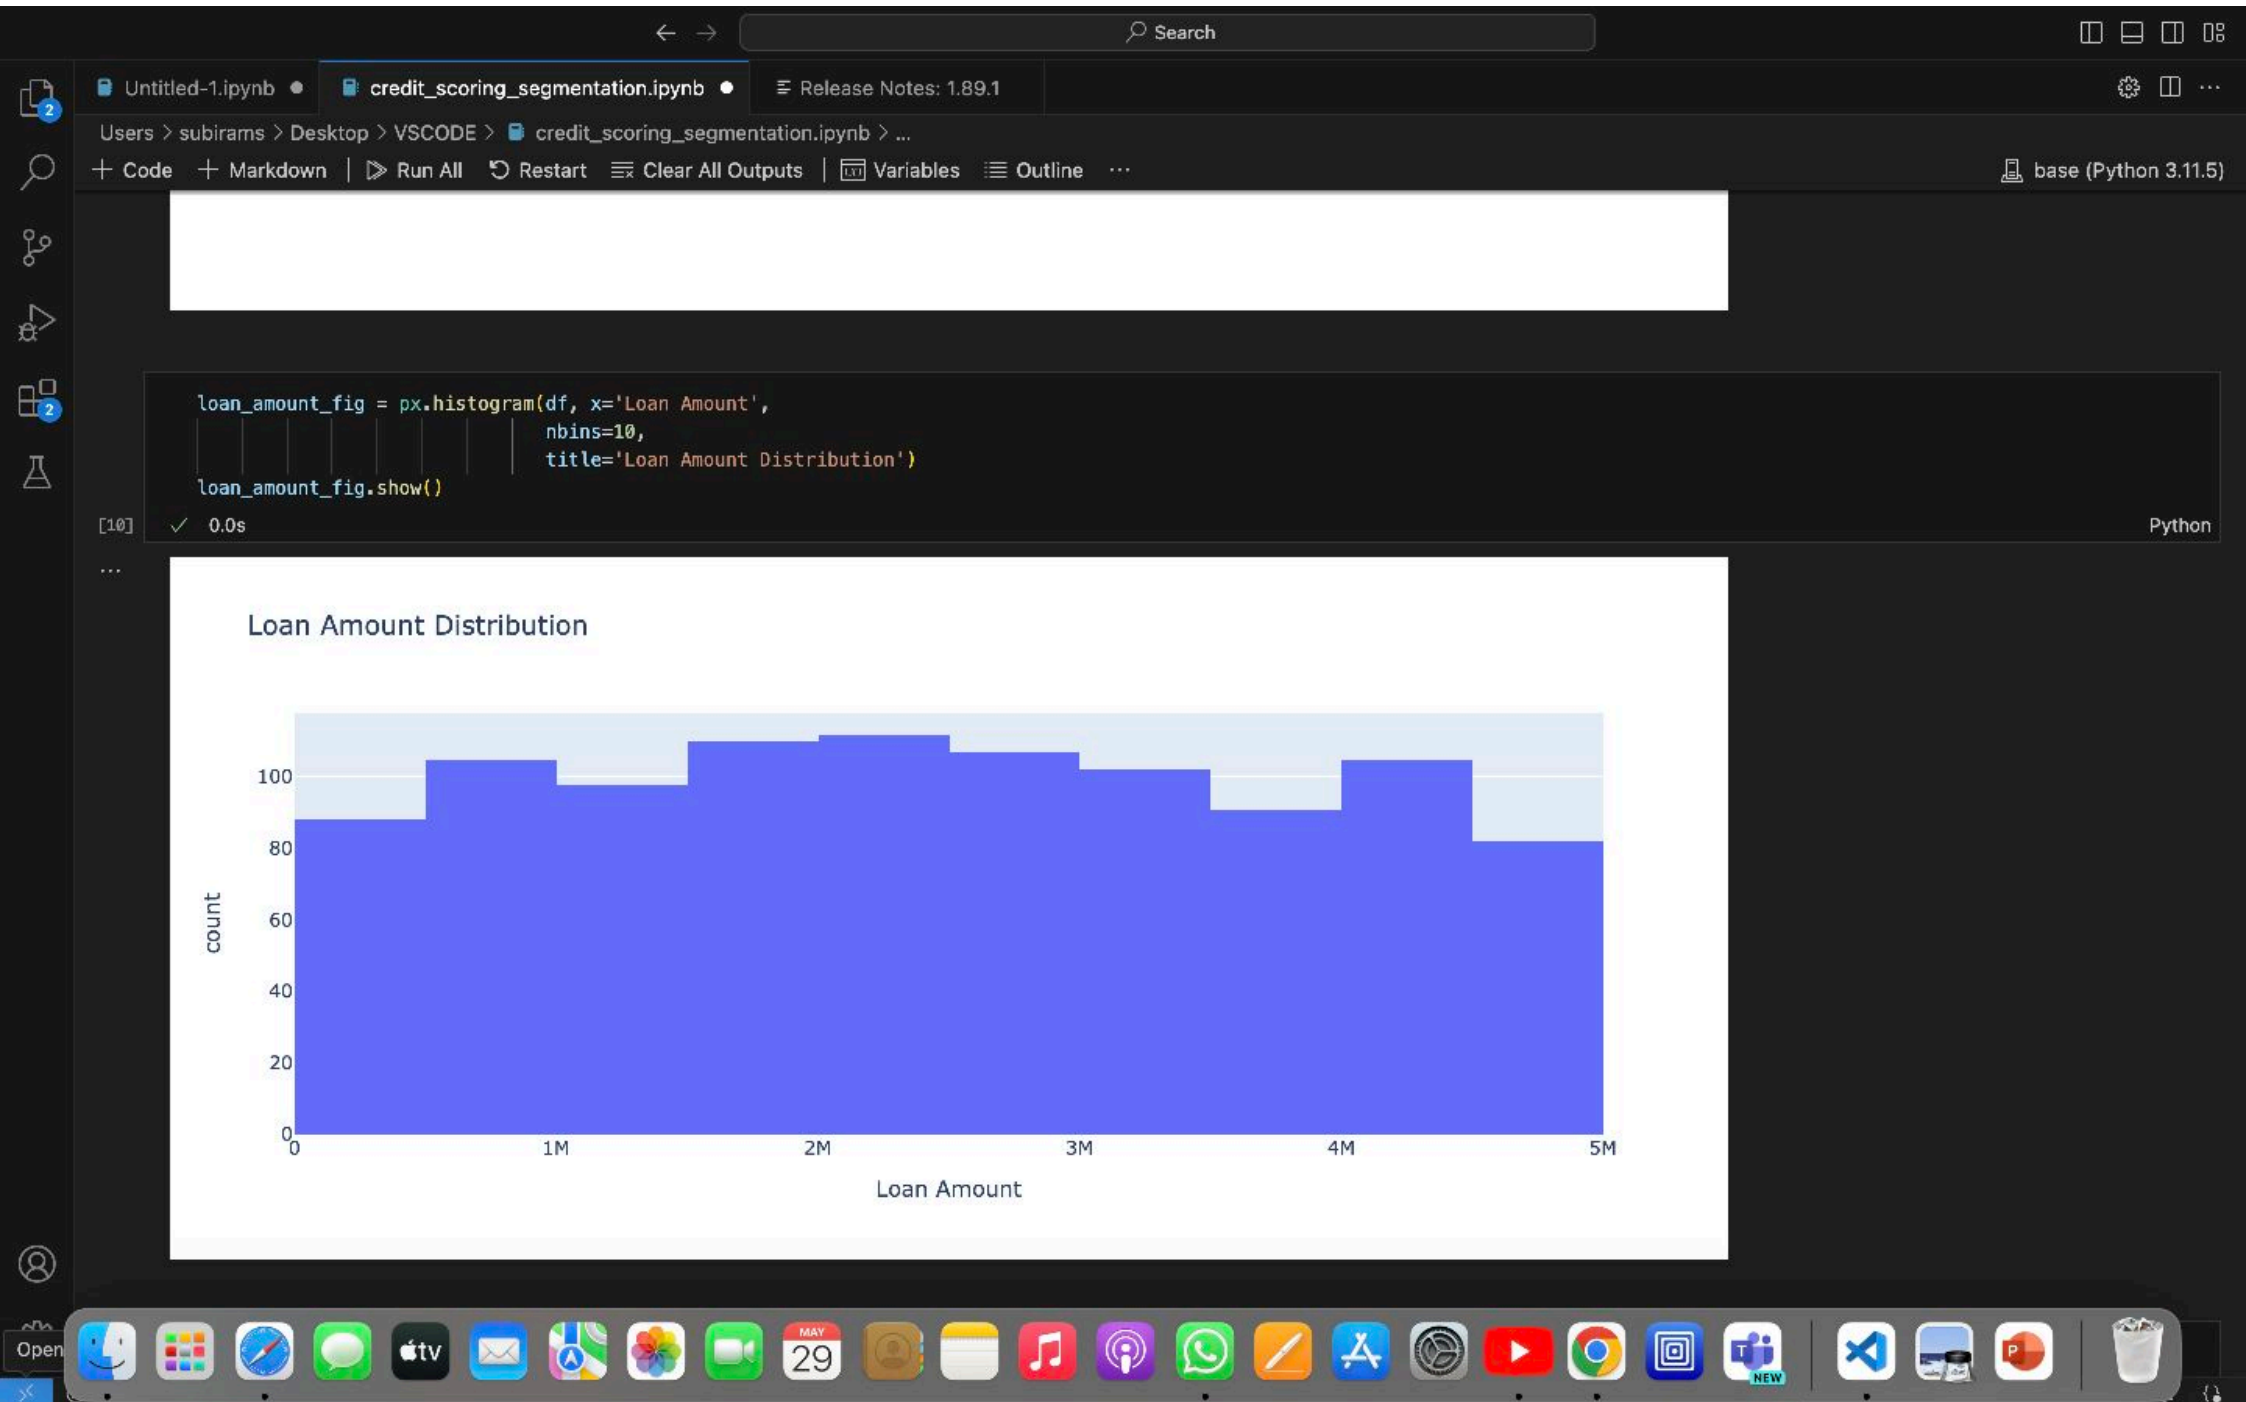 Search
Untitled-1.ipynb
credit_scoring_segmentation.ipynb
Release Notes: 1.89.1
2
Users > subirams > Desktop > VSCODE > credit_scoring_segmentation.ipynb > ...
+ Code + Markdown | Run All Restart Clear All Outputs | Variables Outline ...
base (Python 3.11.5)
loan_amount_fig = px.histogram(df, x='Loan Amount',
nbins=10,
title='Loan Amount Distribution')
loan_amount_fig.show()
2
[10] 0.0s
Python
...
Loan Amount Distribution
100
80
60
40
20
0
count
0 1M 2M 3M 4M 5M
Loan Amount
Open
tv
MAY
29
T
NEW
P